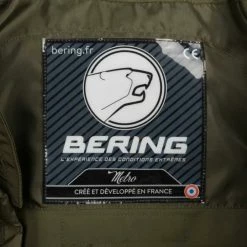 bering.fr
CE
BERING
L'EXPÉRIENCE DES CONDITIONS EXTRÊMES
Metro
CRÉÉ ET DÉVELOPPÉ EN FRANCE